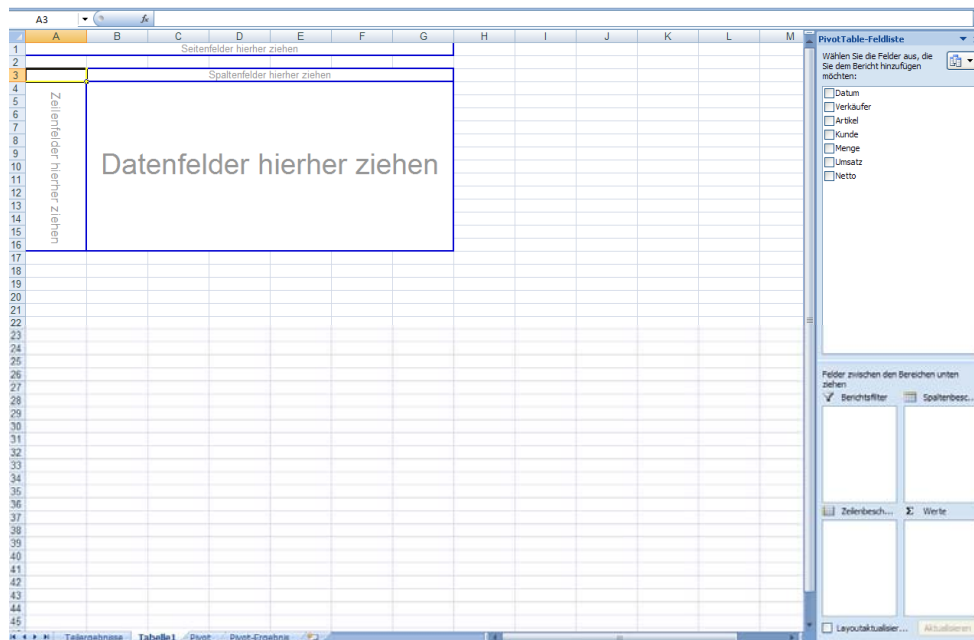 A3 fx
A B C D E F G H I J K L M
1 Seitenfelder hierher ziehen
2
3 Spaltenfelder hierher ziehen
4
5
6
7
8
9
10
11
12
13
14
15
16
Zeilenfelder hierher ziehen
Datenfelder hierher ziehen
17
18
19
20
21
22
23
24
25
26
27
28
29
30
31
32
33
34
35
36
37
38
39
40
41
42
43
44
45
Teilergebnisse Tabelle1 Pivot Pivot-Ergebnis
PivotTable-Feldliste
Wählen Sie die Felder aus, die
Sie dem Bericht hinzufügen
möchten:
Datum
Verkäufer
Artikel
Kunde
Menge
Umsatz
Netto
Felder zwischen den Bereichen unten
ziehen
Berichtsfilter Spaltenbesc...
Zeilenbesch... Σ Werte
Layoutaktualisier... Aktualisieren